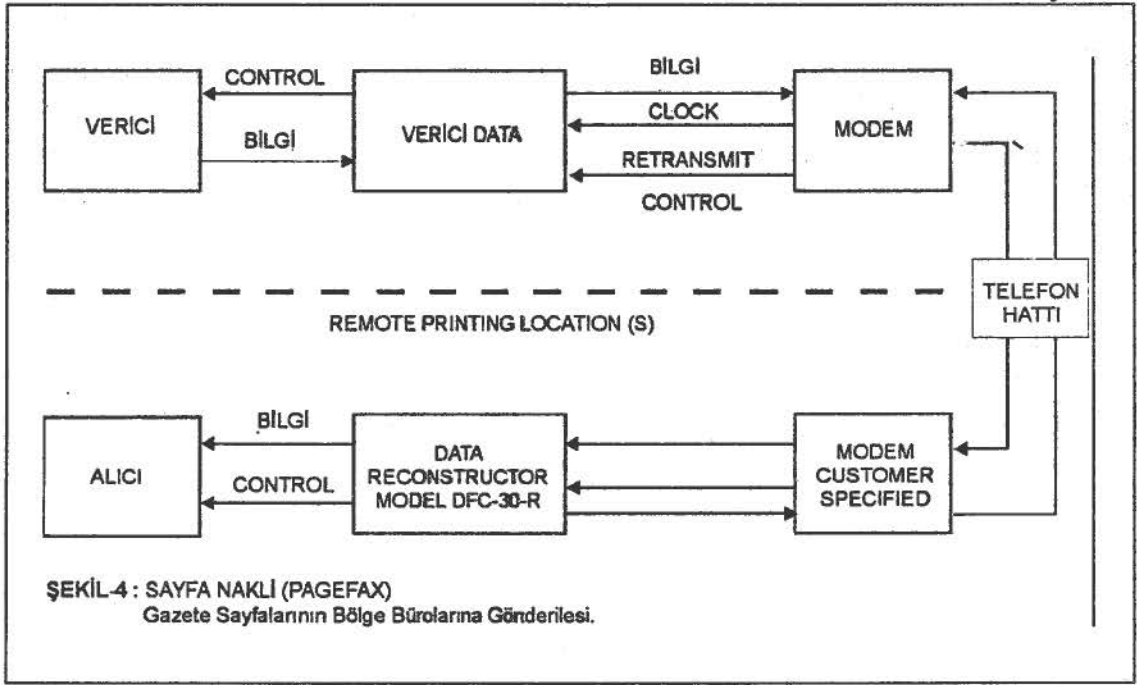 CONTROL
BİLGİ
VERİCİ
VERİCİ DATA
CLOCK
MODEM
BİLGİ
RETRANSMIT
CONTROL
TELEFON
HATTI
REMOTE PRINTING LOCATION (S)
BİLGİ
ALICI
CONTROL
DATA
RECONSTRUCTOR
MODEL DFC-30-R
MODEM
CUSTOMER
SPECIFIED
ŞEKİL-4 : SAYFA NAKLİ (PAGEFAX)
Gazete Sayfalarının Bölge Bürolarına Gönderilesi.